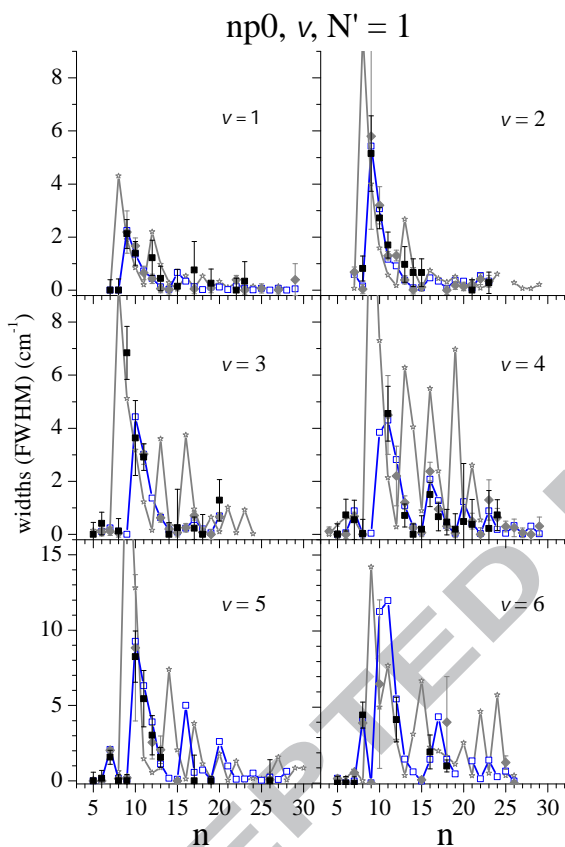 np0, v, N' = 1
8
6
4
2
0
v = 1
v = 2
8
6
4
2
0
v = 3
v = 4
widths (FWHM) (cm⁻¹)
15
10
5
0
v = 5
v = 6
5 10 15 20 25 30
5 10 15 20 25 30
n
n
EPTED